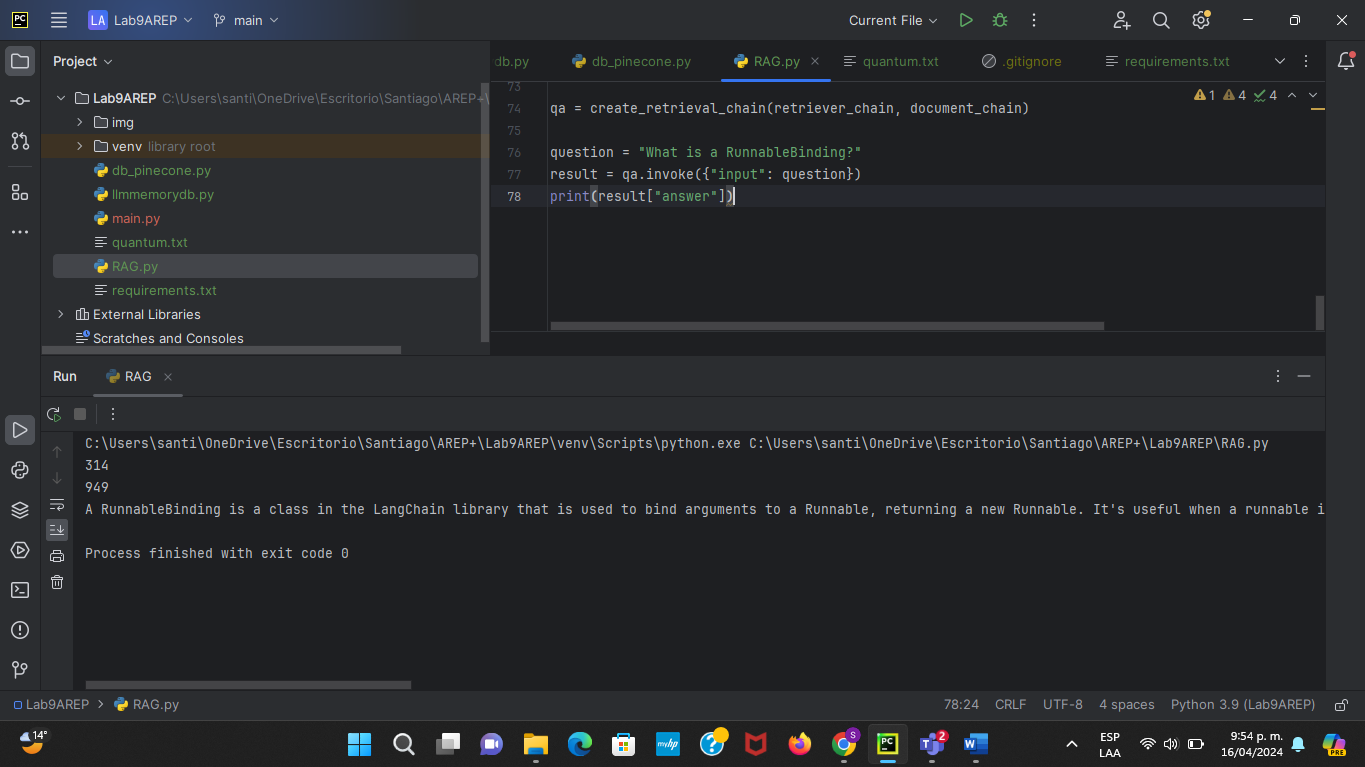 PC
LA Lab9AREP main Current File
Project
db.py db_pinecone.py RAG.py quantum.txt .gitignore requirements.txt
Lab9AREP C:\Users\santi\OneDrive\Escritorio\Santiago\AREP+\
img
venv library root
db_pinecone.py
llmmemorydb.py
main.py
quantum.txt
RAG.py
requirements.txt
External Libraries
Scratches and Consoles
1 4 4
73
74 qa = create_retrieval_chain(retriever_chain, document_chain)
75
76 question = "What is a RunnableBinding?"
77 result = qa.invoke({"input": question})
78 print(result["answer"])
Run RAG
C:\Users\santi\OneDrive\Escritorio\Santiago\AREP+\Lab9AREP\venv\Scripts\python.exe C:\Users\santi\OneDrive\Escritorio\Santiago\AREP+\Lab9AREP\RAG.py
314
949
A RunnableBinding is a class in the LangChain library that is used to bind arguments to a Runnable, returning a new Runnable. It's useful when a runnable i
Process finished with exit code 0
Lab9AREP RAG.py 78:24 CRLF UTF-8 4 spaces Python 3.9 (Lab9AREP)
14°
myhp
S
PC
2
W
ESP
LAA
9:54 p. m.
16/04/2024
PRE